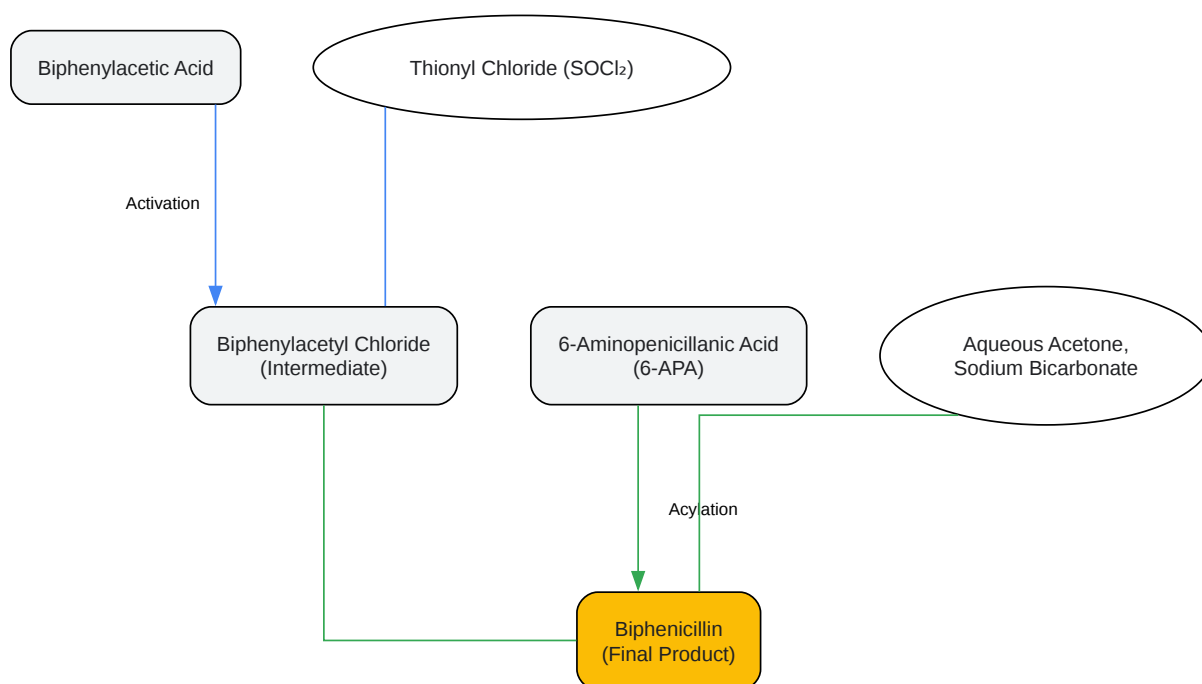 Biphenylacetic Acid
Thionyl Chloride (SOCl₂)
Activation
Biphenylacetyl Chloride
(Intermediate)
6-Aminopenicillanic Acid
(6-APA)
Aqueous Acetone,
Sodium Bicarbonate
Acylation
Biphenicillin
(Final Product)